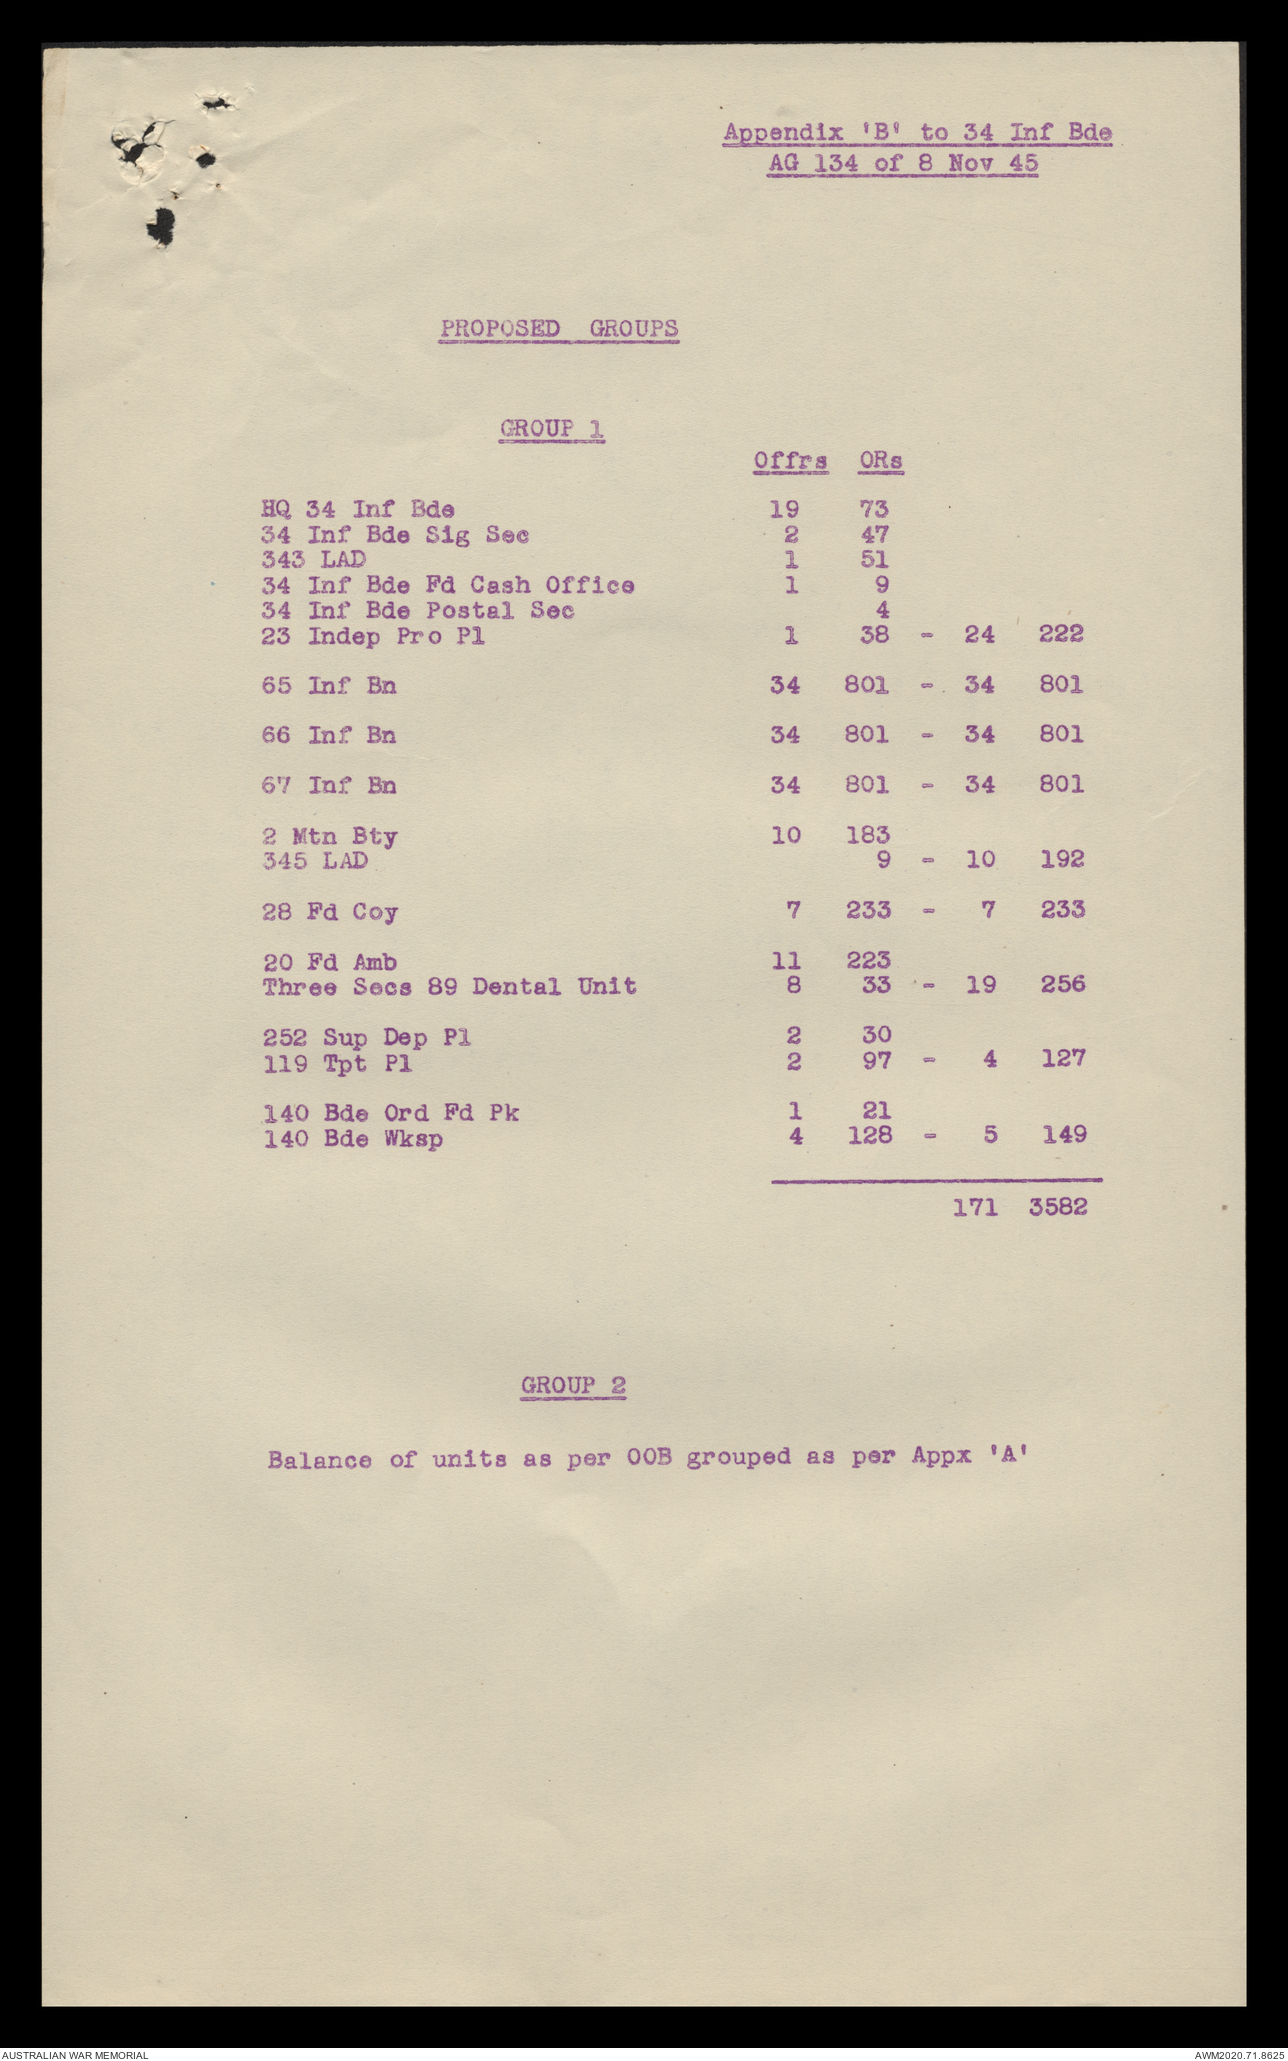 Appendix 'B' to 34 Inf Bde
AG 134 of 8 Nov 45
PROPOSED GROUPS
GROUP 1
Offrs ORs
HQ 34 Inf Bde 19 73
34 Inf Bde Sig Sec 2 47
343 LAD 1 51
34 Inf Bde Fd Cash Office 1 9
34 Inf Bde Postal Sec 4
23 Indep Pro Pl 1 38 - 24 222
65 Inf Bn 34 801 - 34 801
66 Inf Bn 34 801 - 34 801
67 Inf Bn 34 801 - 34 801
2 Mtn Bty 10 183
345 LAD 9 - 10 192
28 Fd Coy 7 233 - 7 233
20 Fd Amb 11 223
Three Secs 89 Dental Unit 8 33 - 19 256
252 Sup Dep Pl 2 30
119 Tpt Pl 2 97 - 4 127
140 Bde Ord Fd Pk 1 21
140 Bde Wksp 4 128 - 5 149
171 3582
GROUP 2
Balance of units as per OOB grouped as per Appx 'A'
AUSTRALIAN WAR MEMORIAL
AWM2020.71.8625